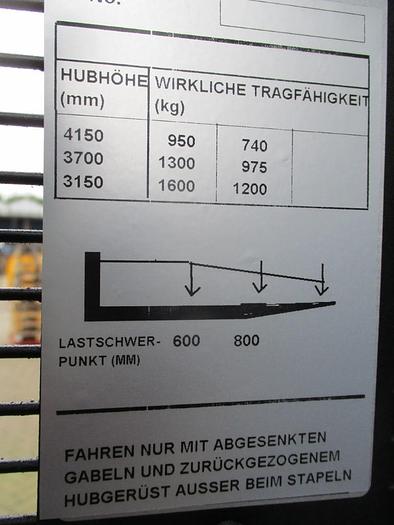 HUBHÖHE WIRKLICHE TRAGFÄHIGKEIT
(mm) (kg)
4150 950 740
3700 1300 975
3150 1600 1200
LASTSCHWER- 600 800
PUNKT (MM)
FAHREN NUR MIT ABGESENKTEN
GABELN UND ZURÜCKGEZOGENEM
HUBGERÜST AUSSER BEIM STAPELN